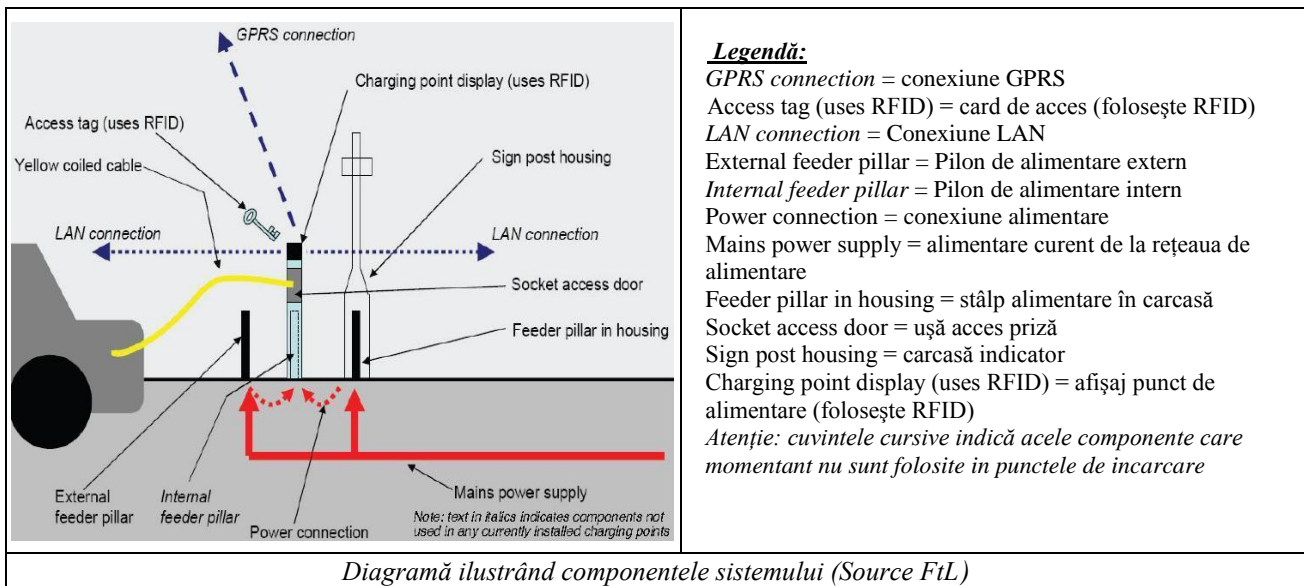 GPRS connection
Charging point display (uses RFID)
Access tag (uses RFID)
Sign post housing
Yellow coiled cable
LAN connection
LAN connection
Socket access door
Feeder pillar in housing
External
feeder pillar
Internal
feeder pillar
Power connection
Mains power supply
Note: text in italics indicates components not
used in any currently installed charging points
Legendă:
GPRS connection = conexiune GPRS
Access tag (uses RFID) = card de acces (foloseşte RFID)
LAN connection = Conexiune LAN
External feeder pillar = Pilon de alimentare extern
Internal feeder pillar = Pilon de alimentare intern
Power connection = conexiune alimentare
Mains power supply = alimentare curent de la rețeaua de
alimentare
Feeder pillar in housing = stâlp alimentare în carcasă
Socket access door = uşă acces priză
Sign post housing = carcasă indicator
Charging point display (uses RFID) = afişaj punct de
alimentare (foloseşte RFID)
Atenție: cuvintele cursive indică acele componente care
momentant nu sunt folosite in punctele de incarcare
Diagramă ilustrând componentele sistemului (Source FtL)